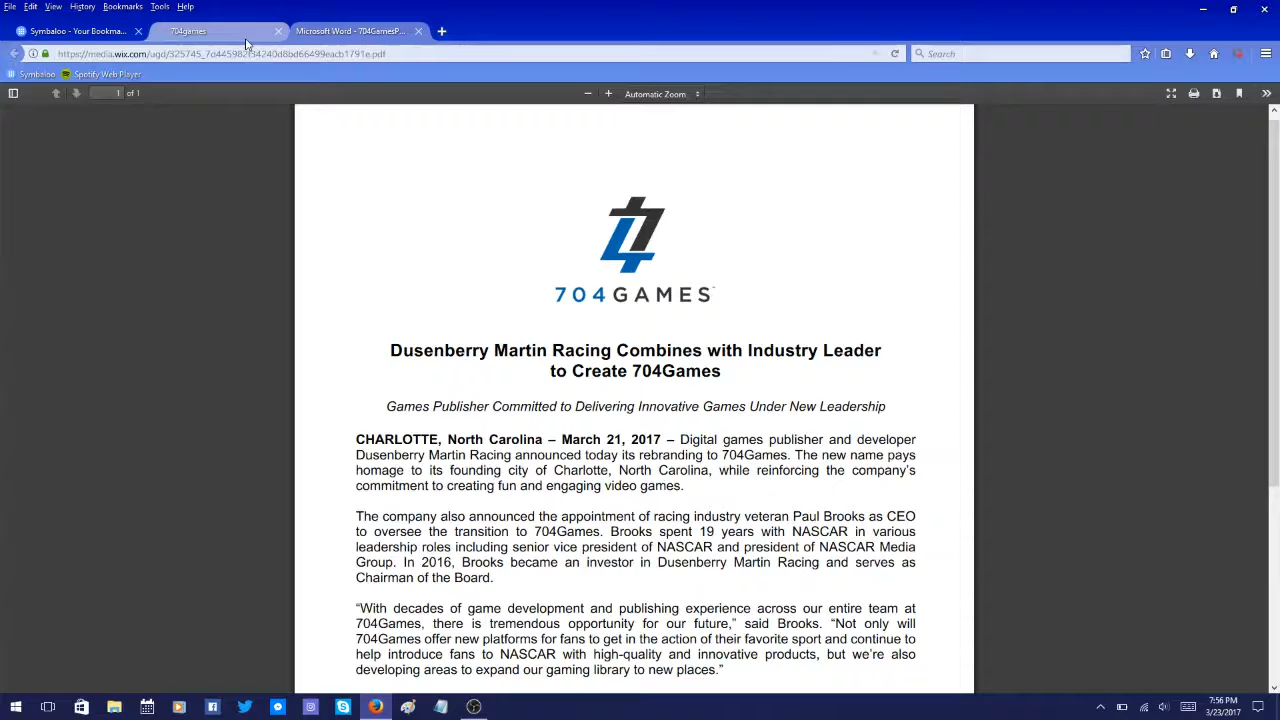 File Edit View History Bookmarks Tools Help
Symbaloo - Your Bookma...
704games
Microsoft Word - 704GamesP...
Search
Symbaloo Spotify Web Player
1 of 1
Automatic Zoom
704GAMES
Dusenberry Martin Racing Combines with Industry Leader
to Create 704Games
Games Publisher Committed to Delivering Innovative Games Under New Leadership
CHARLOTTE, North Carolina – March 21, 2017 – Digital games publisher and developer
Dusenberry Martin Racing announced today its rebranding to 704Games. The new name pays
homage to its founding city of Charlotte, North Carolina, while reinforcing the company's
commitment to creating fun and engaging video games.
The company also announced the appointment of racing industry veteran Paul Brooks as CEO
to oversee the transition to 704Games. Brooks spent 19 years with NASCAR in various
leadership roles including senior vice president of NASCAR and president of NASCAR Media
Group. In 2016, Brooks became an investor in Dusenberry Martin Racing and serves as
Chairman of the Board.
“With decades of game development and publishing experience across our entire team at
704Games, there is tremendous opportunity for our future,” said Brooks. “Not only will
704Games offer new platforms for fans to get in the action of their favorite sport and continue to
help introduce fans to NASCAR with high-quality and innovative products, but we’re also
developing areas to expand our gaming library to new places.”
7:56 PM
3/23/2017